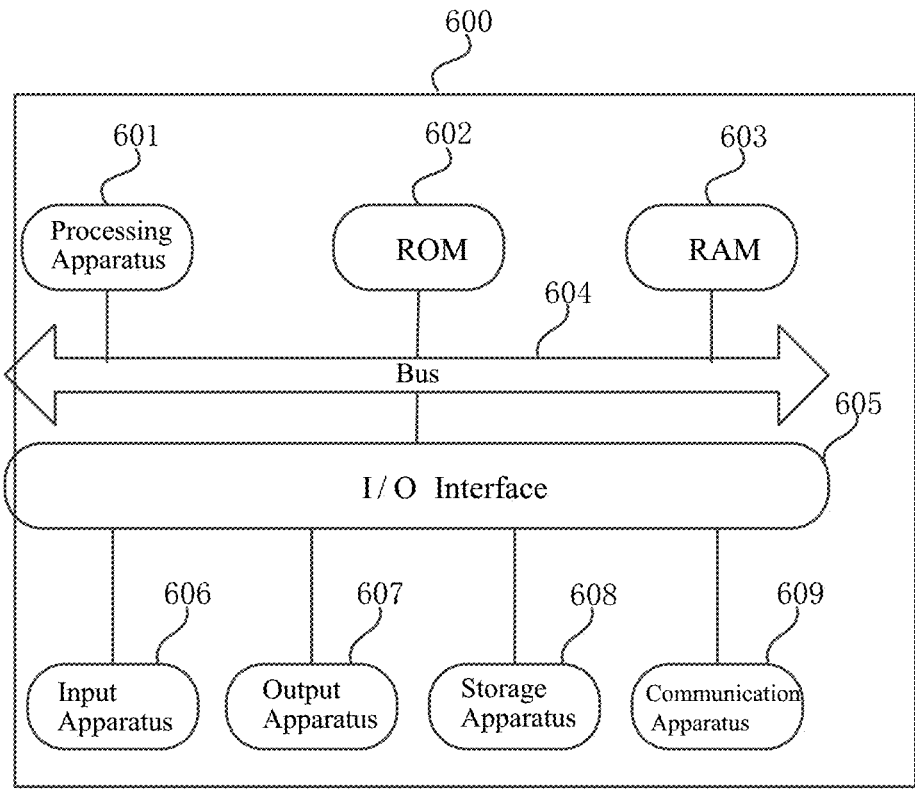 600
601
602
603
Processing
Apparatus
ROM
RAM
604
Bus
605
I/O Interface
606
607
608
609
Input
Apparatus
Output
Apparatus
Storage
Apparatus
Communication
Apparatus